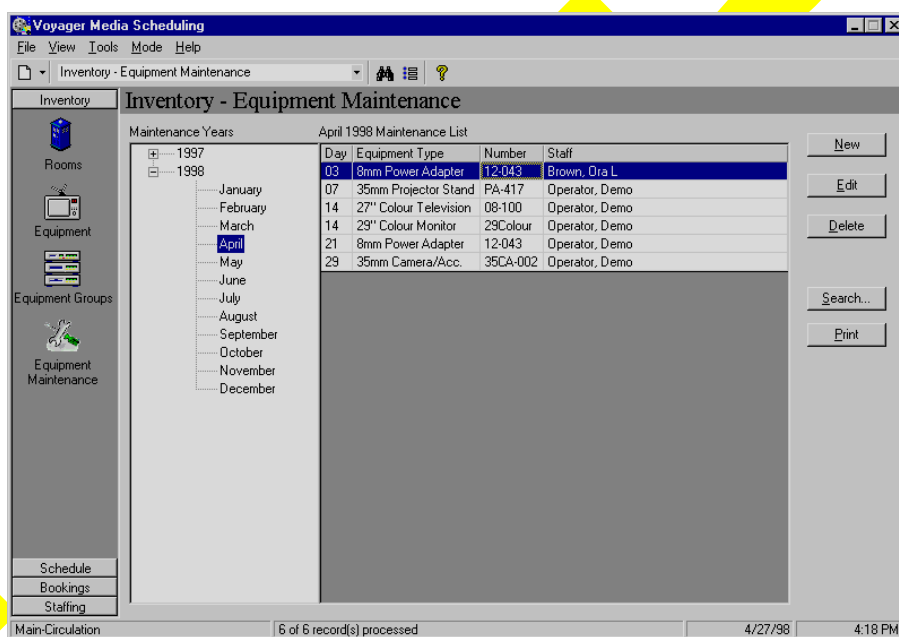 Voyager Media Scheduling
File View Tools Mode Help
Inventory - Equipment Maintenance
Inventory
Inventory - Equipment Maintenance
Rooms
Equipment
Equipment Groups
Equipment
Maintenance
Schedule
Bookings
Staffing
Maintenance Years
1997
1998
January
February
March
April
May
June
July
August
September
October
November
December
April 1998 Maintenance List
Day Equipment Type Number Staff
03 8mm Power Adapter 12-043 Brown, Ora L
07 35mm Projector Stand PA-417 Operator, Demo
14 27" Colour Television 08-100 Operator, Demo
14 29" Colour Monitor 29Colour Operator, Demo
21 8mm Power Adapter 12-043 Operator, Demo
29 35mm Camera/Acc. 35CA-002 Operator, Demo
New
Edit
Delete
Search...
Print
Main-Circulation 6 of 6 record(s) processed 4/27/98 4:18 PM